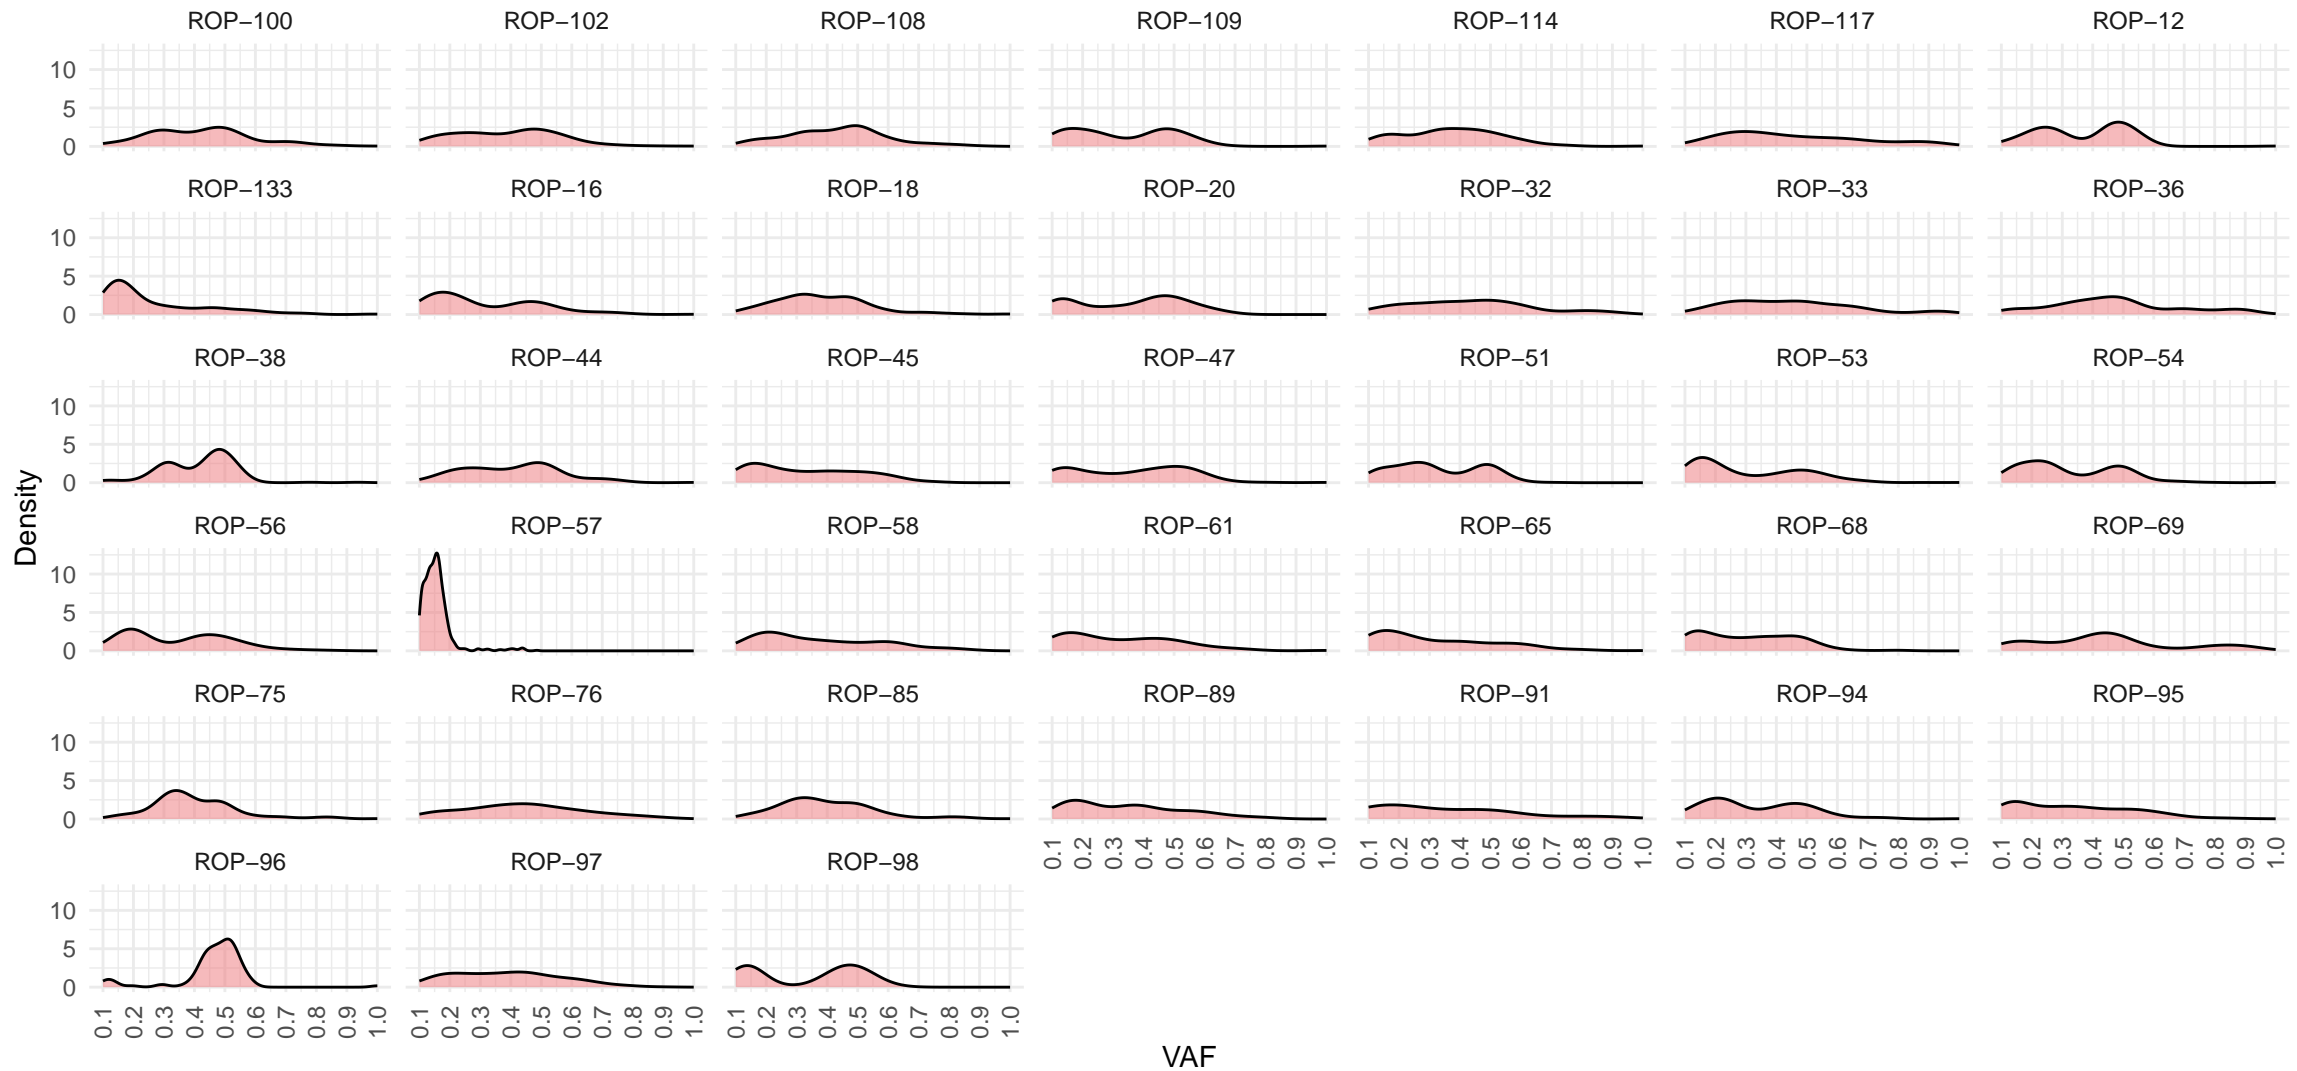 ROP−100 ROP−102 ROP−108 ROP−109 ROP−114 ROP−117 ROP−12
10
5
0
ROP−133 ROP−16 ROP−18 ROP−20 ROP−32 ROP−33 ROP−36
10
5
0
ROP−38 ROP−44 ROP−45 ROP−47 ROP−51 ROP−53 ROP−54
10
5
0
Density
ROP−56 ROP−57 ROP−58 ROP−61 ROP−65 ROP−68 ROP−69
10
5
0
ROP−75 ROP−76 ROP−85 ROP−89 ROP−91 ROP−94 ROP−95
10
5
0
0.1 0.2 0.3 0.4 0.5 0.6 0.7 0.8 0.9 1.0 0.1 0.2 0.3 0.4 0.5 0.6 0.7 0.8 0.9 1.0 0.1 0.2 0.3 0.4 0.5 0.6 0.7 0.8 0.9 1.0 0.1 0.2 0.3 0.4 0.5 0.6 0.7 0.8 0.9 1.0
ROP−96 ROP−97 ROP−98
10
5
0
0.1 0.2 0.3 0.4 0.5 0.6 0.7 0.8 0.9 1.0 0.1 0.2 0.3 0.4 0.5 0.6 0.7 0.8 0.9 1.0 0.1 0.2 0.3 0.4 0.5 0.6 0.7 0.8 0.9 1.0
VAF